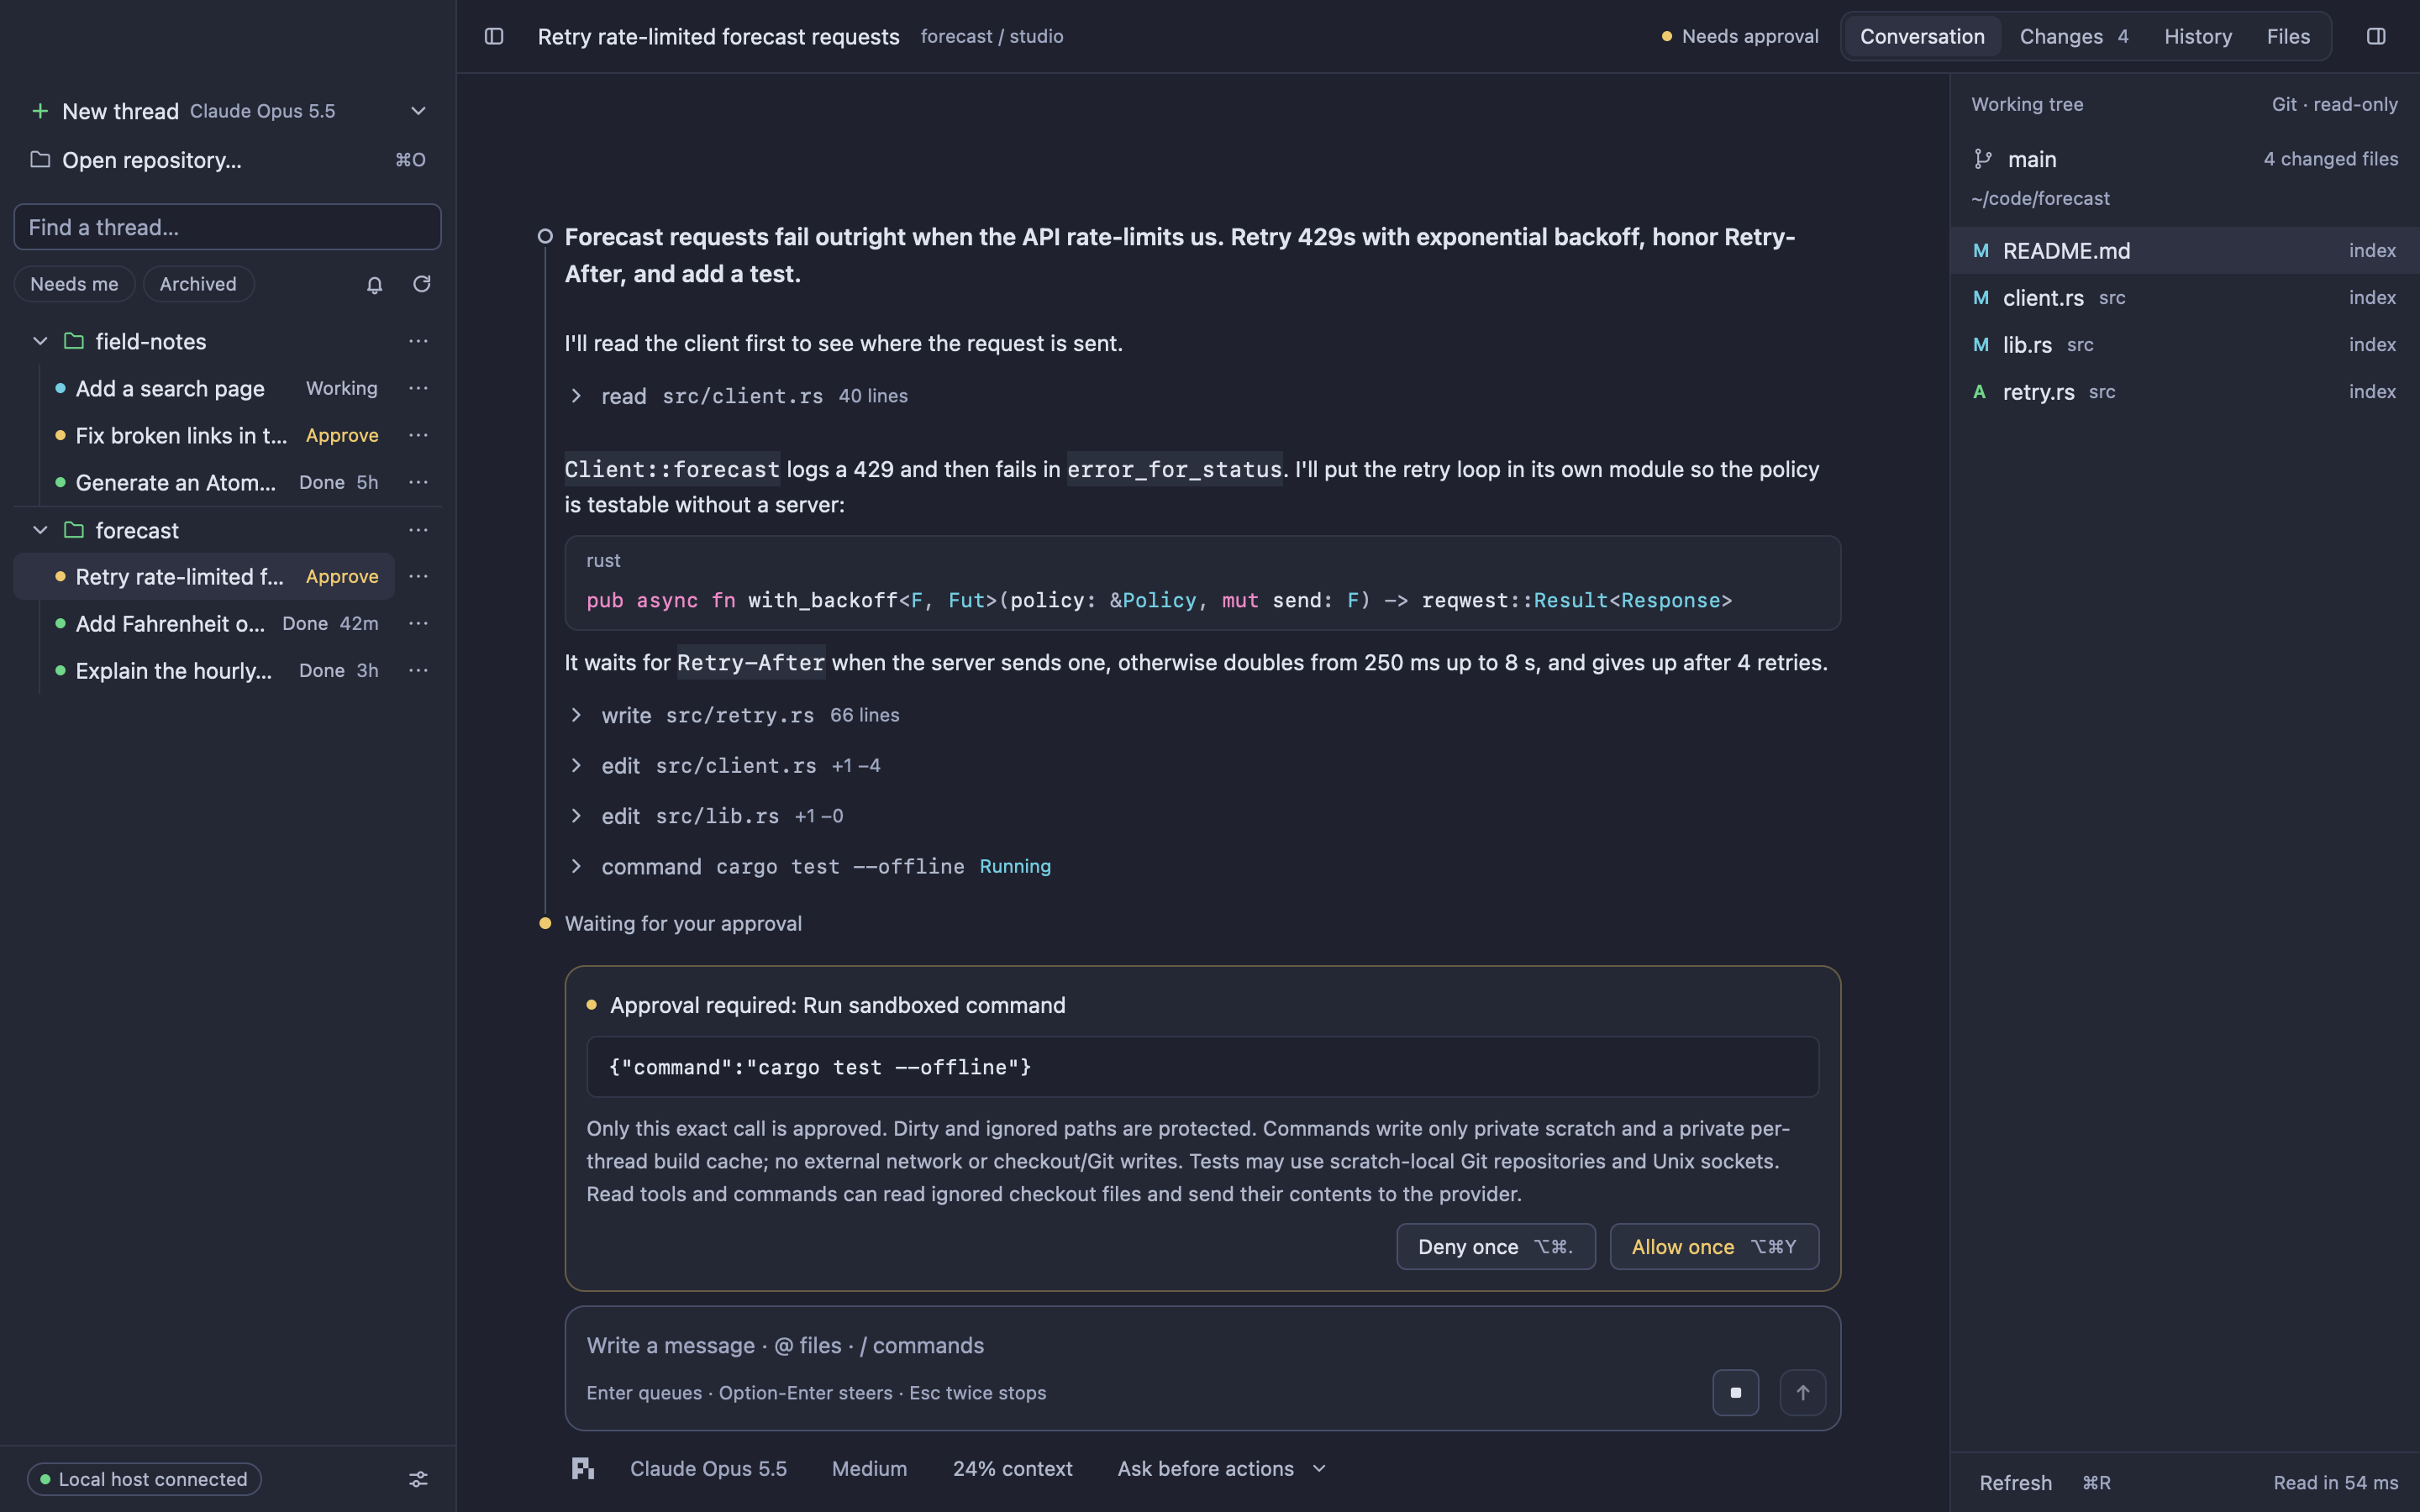 New thread Claude Opus 5.5
Open repository... ⌘O
Find a thread...
Needs me Archived
field-notes
Add a search page Working
Fix broken links in t... Approve
Generate an Atom... Done 5h
forecast
Retry rate-limited f... Approve
Add Fahrenheit o... Done 42m
Explain the hourly... Done 3h
Local host connected
Retry rate-limited forecast requests forecast / studio
Needs approval Conversation Changes 4 History Files
Forecast requests fail outright when the API rate-limits us. Retry 429s with exponential backoff, honor Retry-
After, and add a test.
I'll read the client first to see where the request is sent.
read src/client.rs 40 lines
Client::forecast logs a 429 and then fails in error_for_status. I'll put the retry loop in its own module so the policy
is testable without a server:
rust
pub async fn with_backoff<F, Fut>(policy: &Policy, mut send: F) -> reqwest::Result<Response>
It waits for Retry-After when the server sends one, otherwise doubles from 250 ms up to 8 s, and gives up after 4 retries.
write src/retry.rs 66 lines
edit src/client.rs +1 −4
edit src/lib.rs +1 −0
command cargo test --offline Running
Waiting for your approval
Approval required: Run sandboxed command
{"command":"cargo test --offline"}
Only this exact call is approved. Dirty and ignored paths are protected. Commands write only private scratch and a private per-
thread build cache; no external network or checkout/Git writes. Tests may use scratch-local Git repositories and Unix sockets.
Read tools and commands can read ignored checkout files and send their contents to the provider.
Deny once ⌥⌘. Allow once ⌥⌘Y
Write a message · @ files · / commands
Enter queues · Option-Enter steers · Esc twice stops
Claude Opus 5.5 Medium 24% context Ask before actions
Working tree Git · read-only
main 4 changed files
~/code/forecast
M README.md index
M client.rs src index
M lib.rs src index
A retry.rs src index
Refresh ⌘R Read in 54 ms